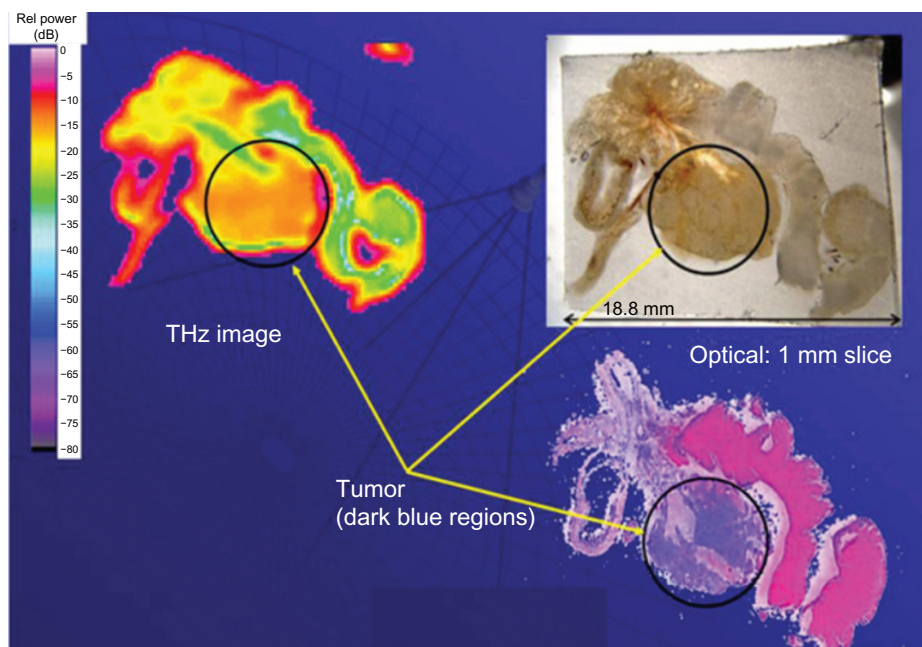 Rel power
(dB)
0
−5
−10
−15
−20
−25
−30
−35
−40
−45
−50
−55
−60
−65
−70
−75
−80
THz image
18.8 mm
Optical: 1 mm slice
Tumor
(dark blue regions)